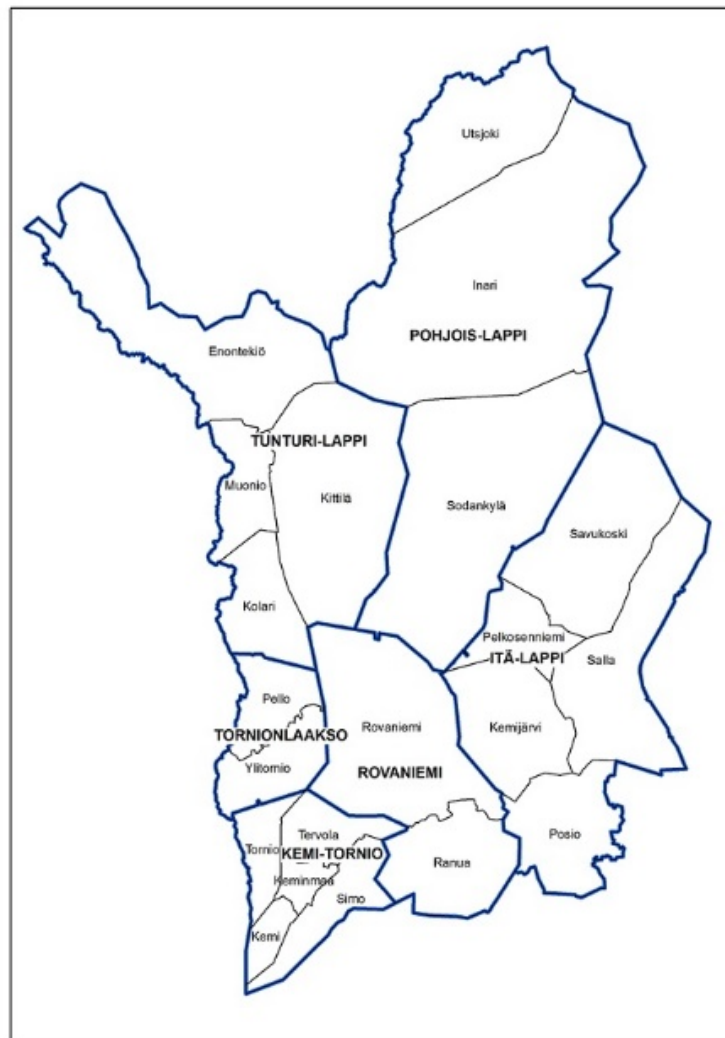 Utsjoki
Inari
POHJOIS-LAPPI
Enontekiö
TUNTURI-LAPPI
Muonio
Kittilä
Sodankylä
Savukoski
Kolari
Pelkosenniemi
ITÄ-LAPPI
Salla
Pello
Rovaniemi
Kemijärvi
TORNIONLAAKSO
Ylitornio
ROVANIEMI
Tervola
Tornio
KEMI-TORNIO
Ranua
Posio
Keminmaa
Simo
Kemi